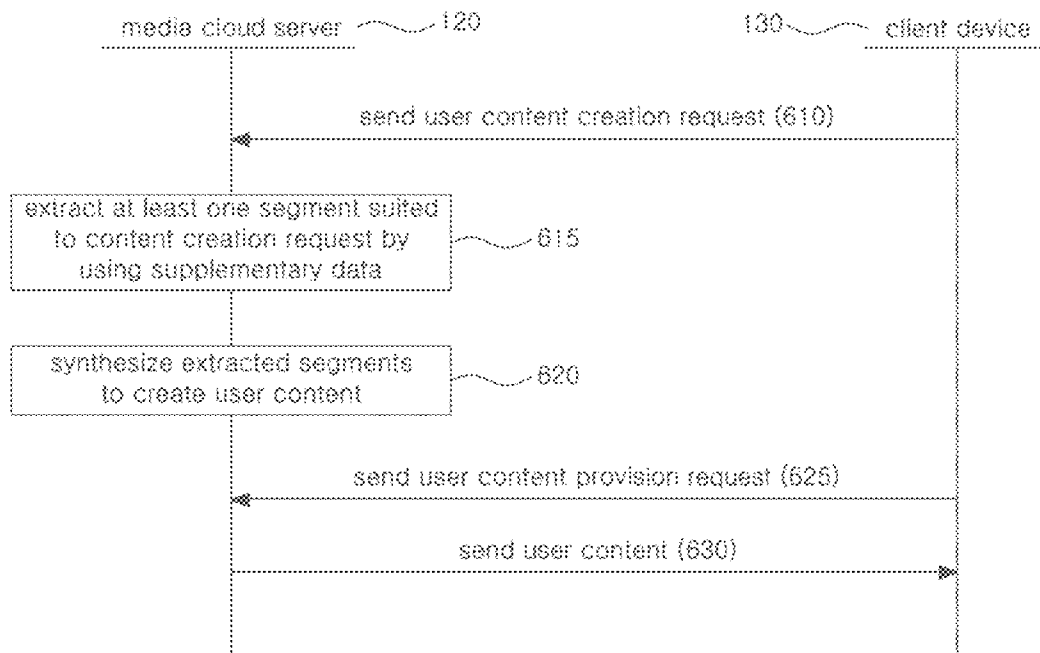 media cloud server
120
130
client device
send user content creation request (610)
extract at least one segment suited
to content creation request by
using supplementary data
615
synthesize extracted segments
to create user content
620
send user content provision request (625)
send user content (630)